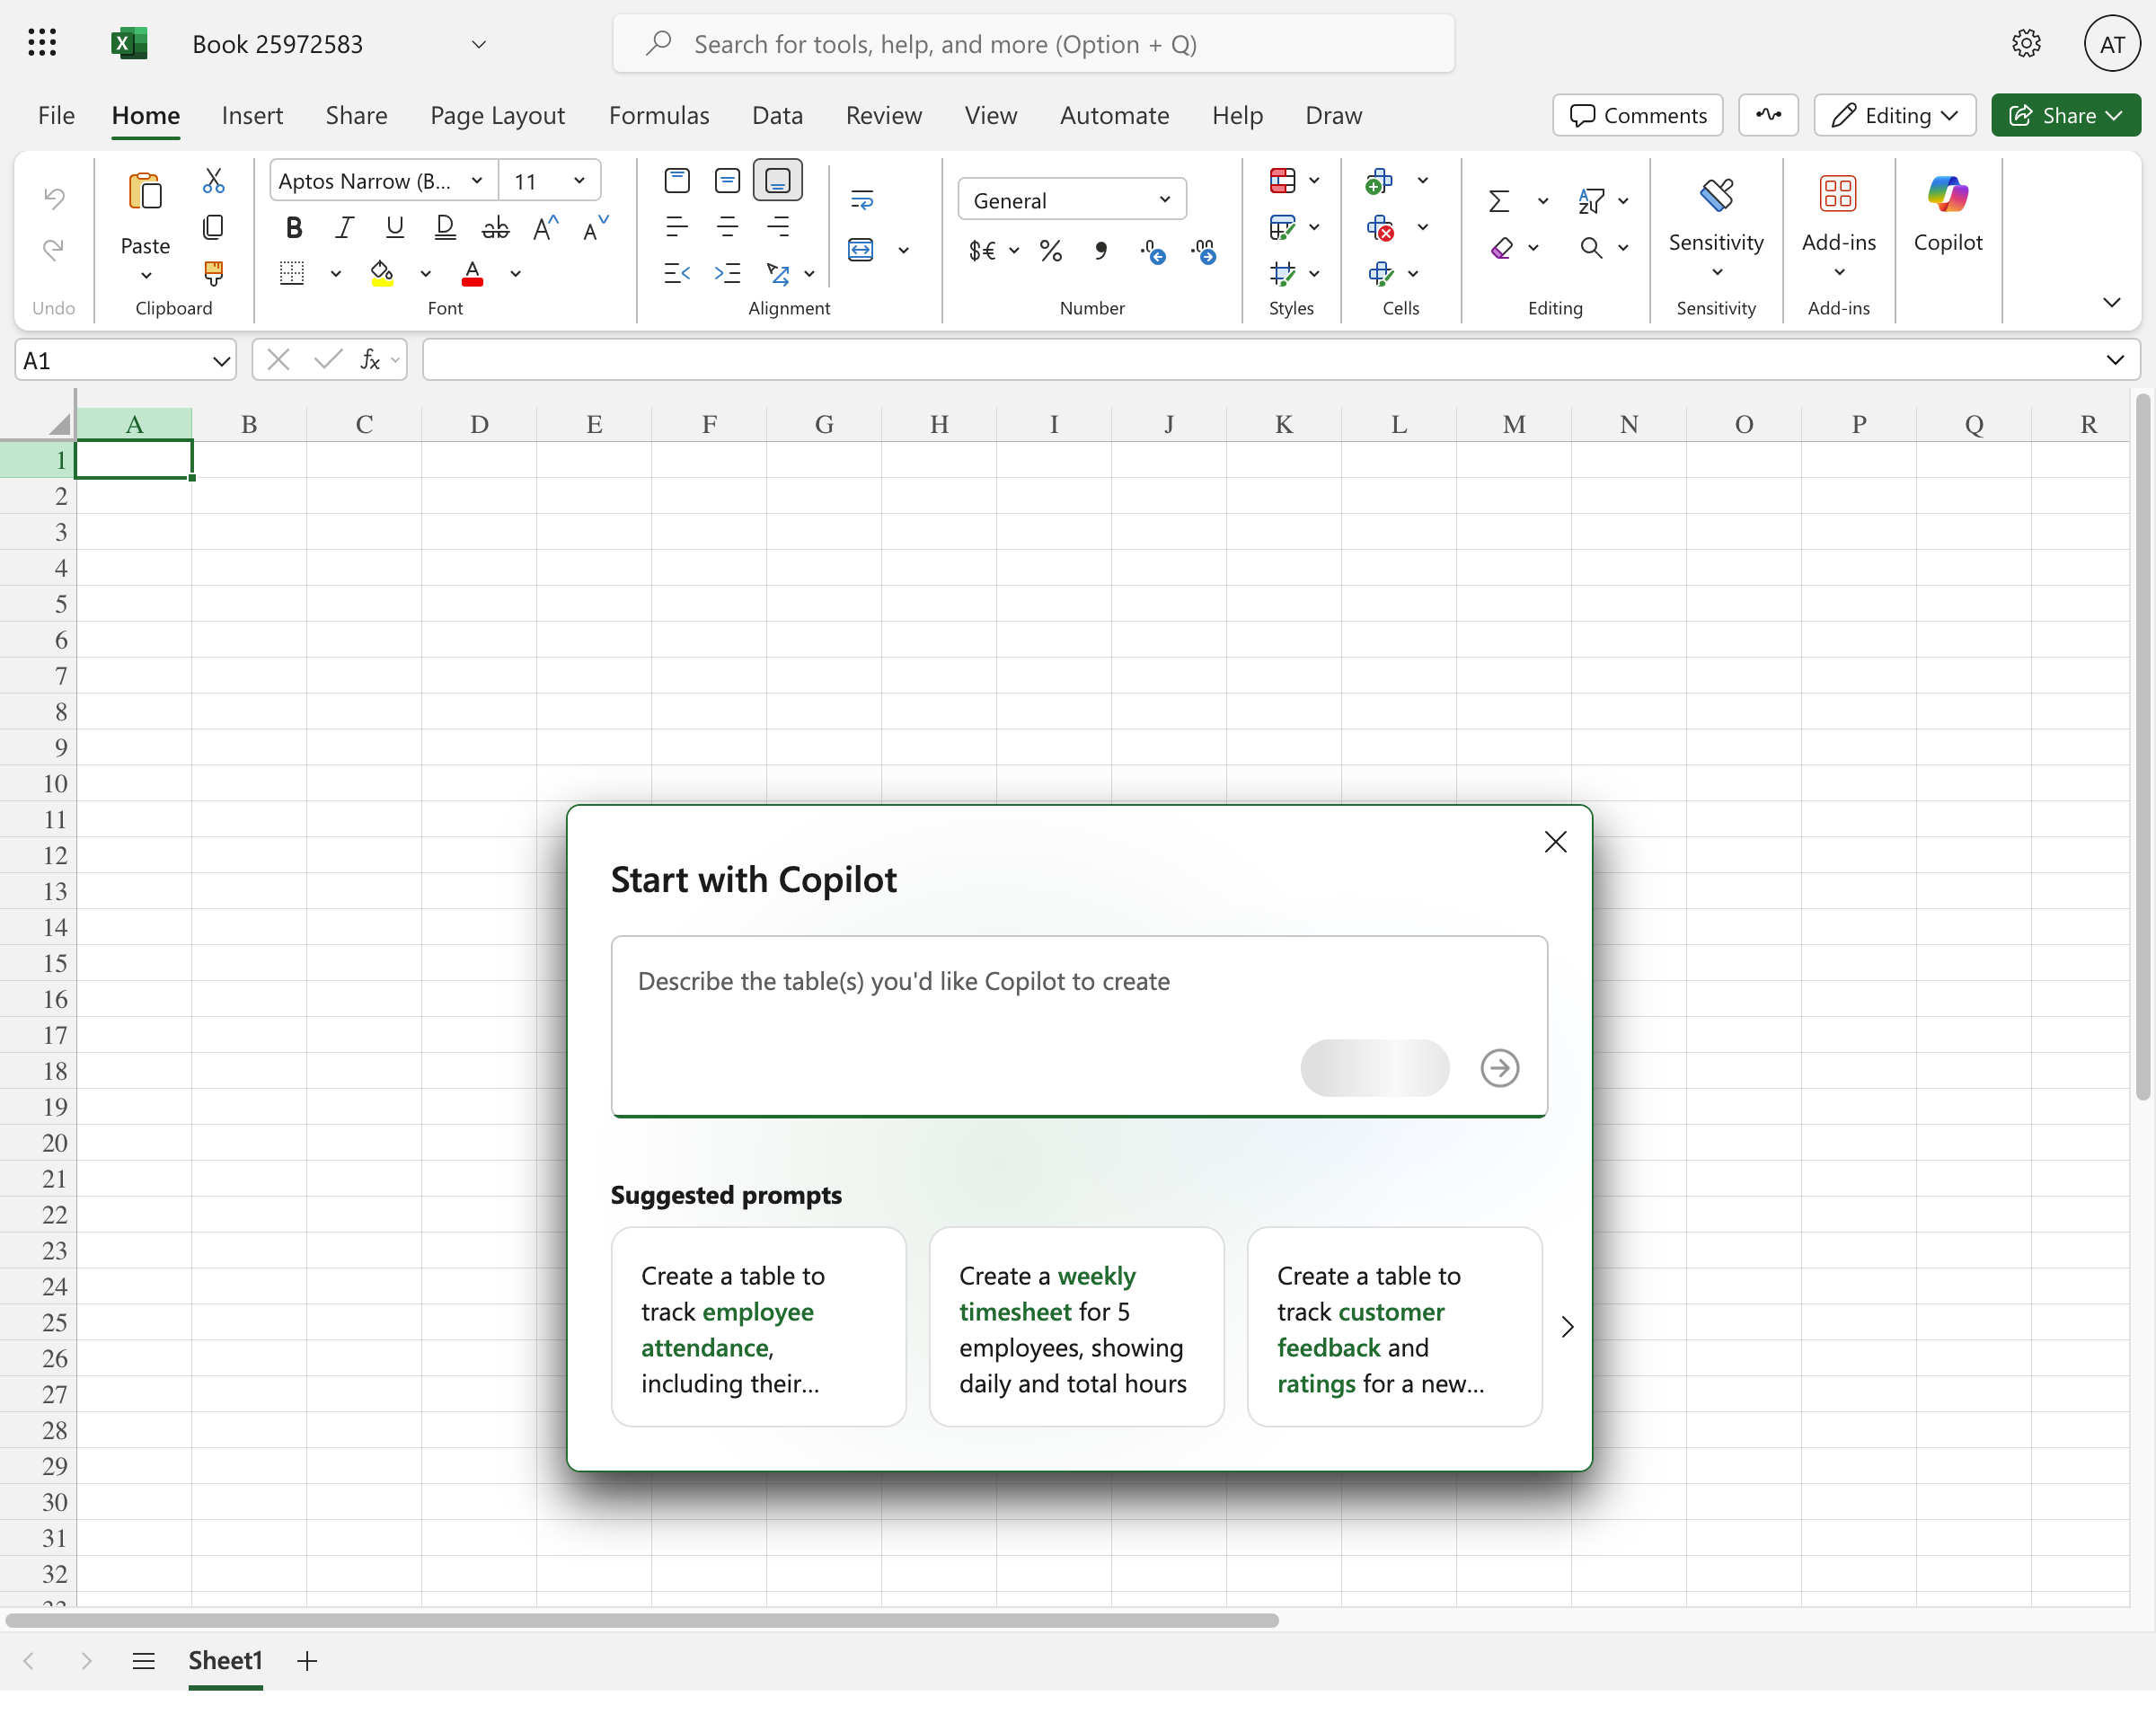 Book 25972583
Search for tools, help, and more (Option + Q)
AT
File Home Insert Share Page Layout Formulas Data Review View Automate Help Draw
Comments
Editing
Share
Undo
Paste
Clipboard
Aptos Narrow (B...
11
Font
Alignment
General
Number
Styles
Cells
Editing
Sensitivity
Sensitivity
Add-ins
Add-ins
Copilot
A1
A B C D E F G H I J K L M N O P Q R
1
2
3
4
5
6
7
8
9
10
11
12
13
14
15
16
17
18
19
20
21
22
23
24
25
26
27
28
29
30
31
32
33
Start with Copilot
Describe the table(s) you'd like Copilot to create
Suggested prompts
Create a table to
track employee
attendance,
including their...
Create a weekly
timesheet for 5
employees, showing
daily and total hours
Create a table to
track customer
feedback and
ratings for a new...
Sheet1